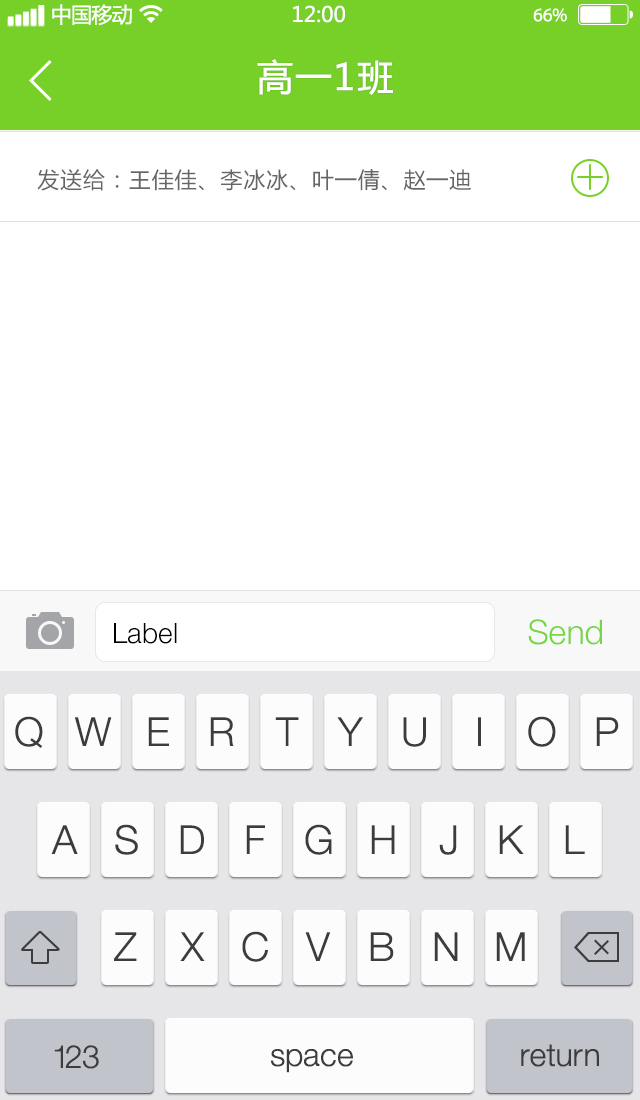 中国移动 12:00 66%
高一1班
发送给：王佳佳、李冰冰、叶一倩、赵一迪
Label Send
Q W E R T Y U I O P
A S D F G H J K L
Z X C V B N M
123 space return